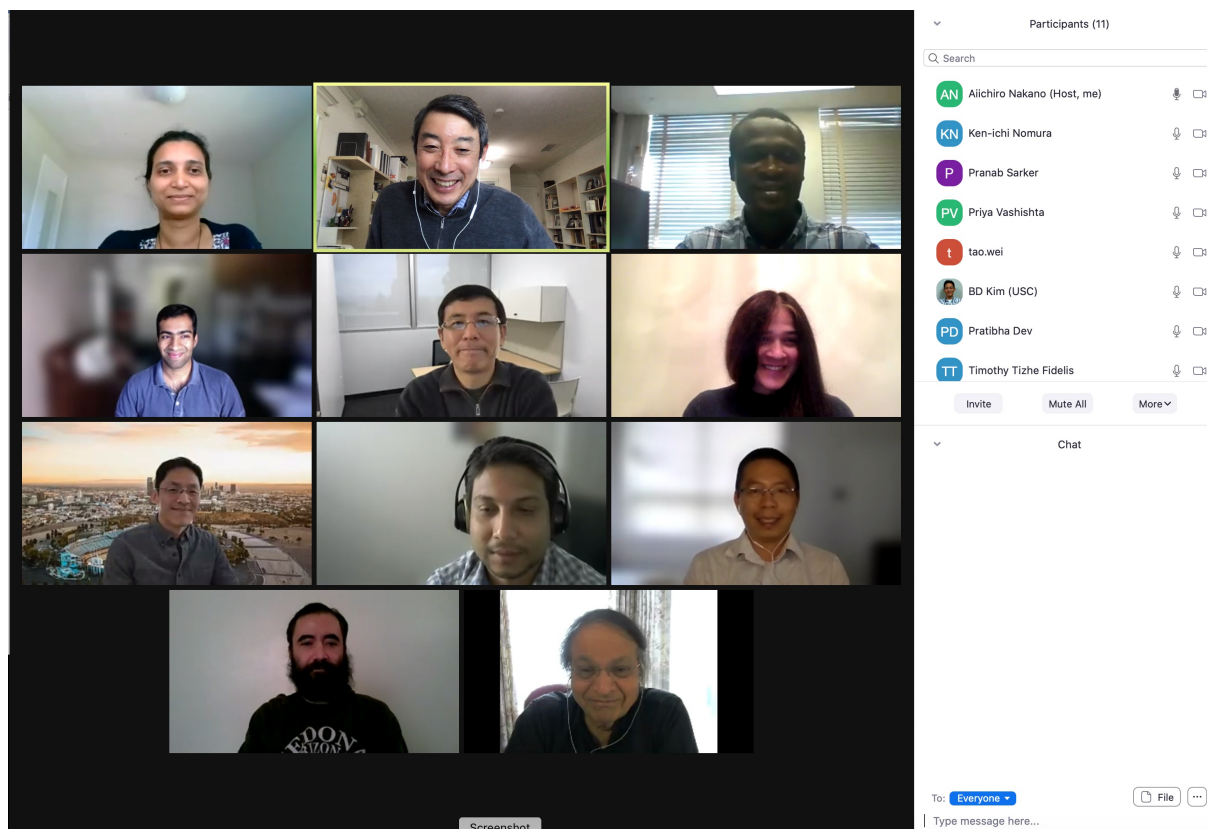 Participants (11)
Search
AN Aiichiro Nakano (Host, me)
KN Ken-ichi Nomura
P Pranab Sarker
PV Priya Vashishta
t tao.wei
BD Kim (USC)
PD Pratibha Dev
TT Timothy Tizhe Fidelis
Invite Mute All More
Chat
To: Everyone File ...
Type message here...
Screenshot